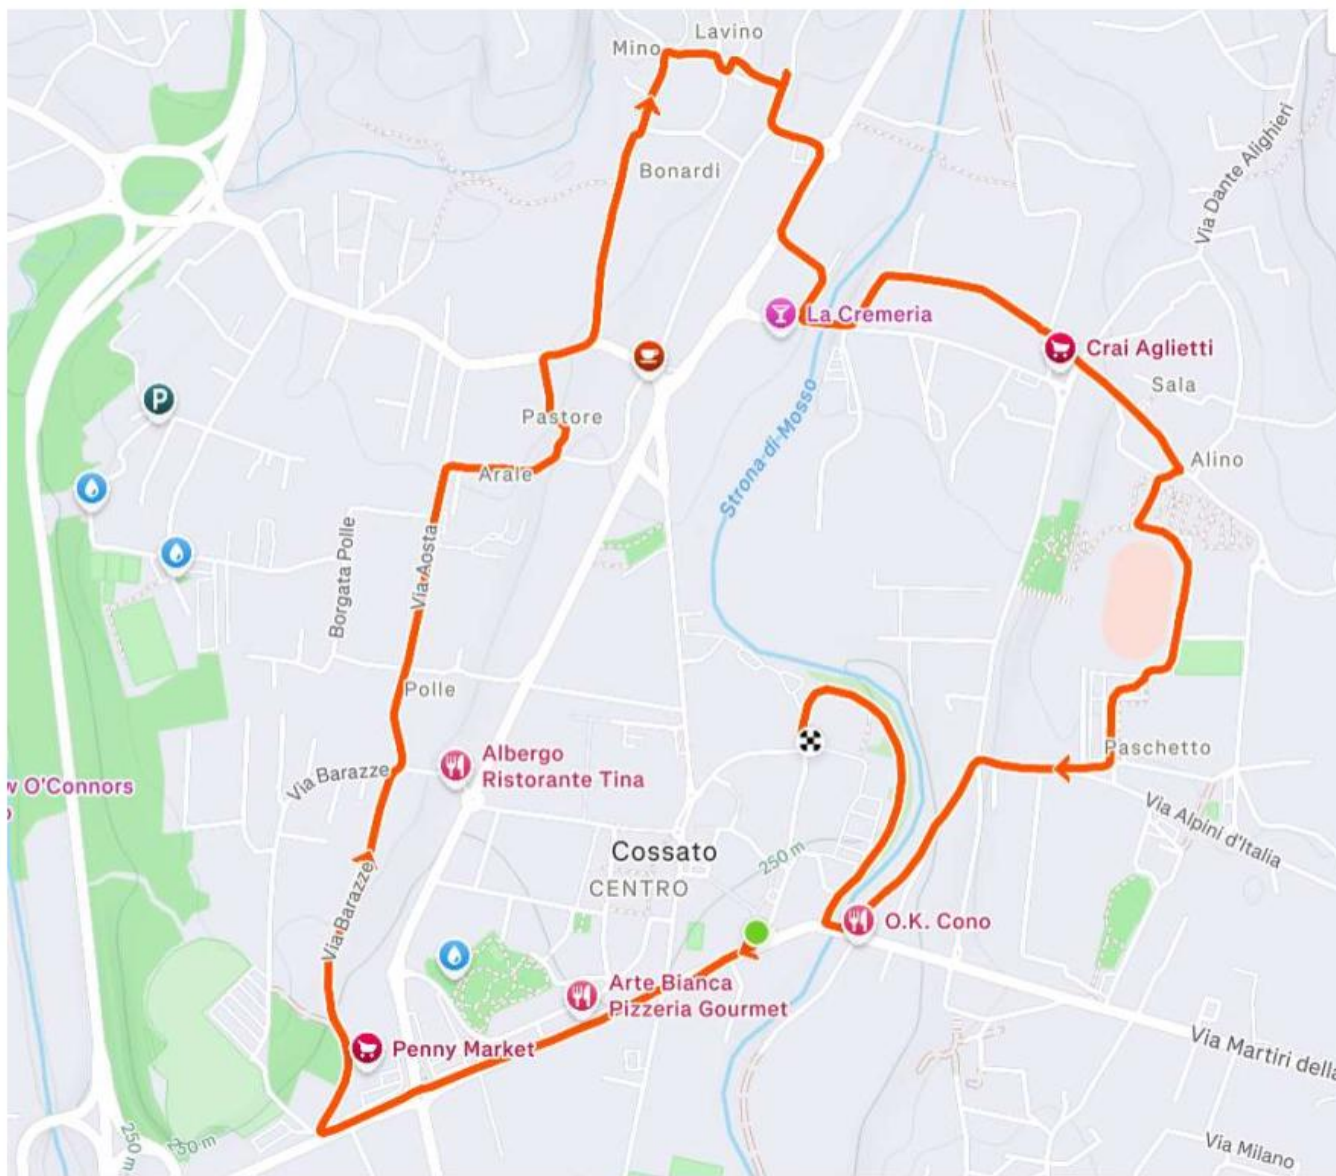 Lavino
Mino
Bonardi
Via Dante Alighieri
La Cremeria
Crai Aglietti
Sala
P
Pastore
Strona di Mosso
Alino
Arale
Via Aosta
Borgata Polle
Polle
Albergo
Ristorante Tina
Via Barazze
Paschetto
w O'Connors
Via Alpini d'Italia
Cossato
250 m
CENTRO
Via Barazze
O.K. Cono
Arte Bianca
Pizzeria Gourmet
Penny Market
Via Martiri della
250 m
250 m
Via Milano